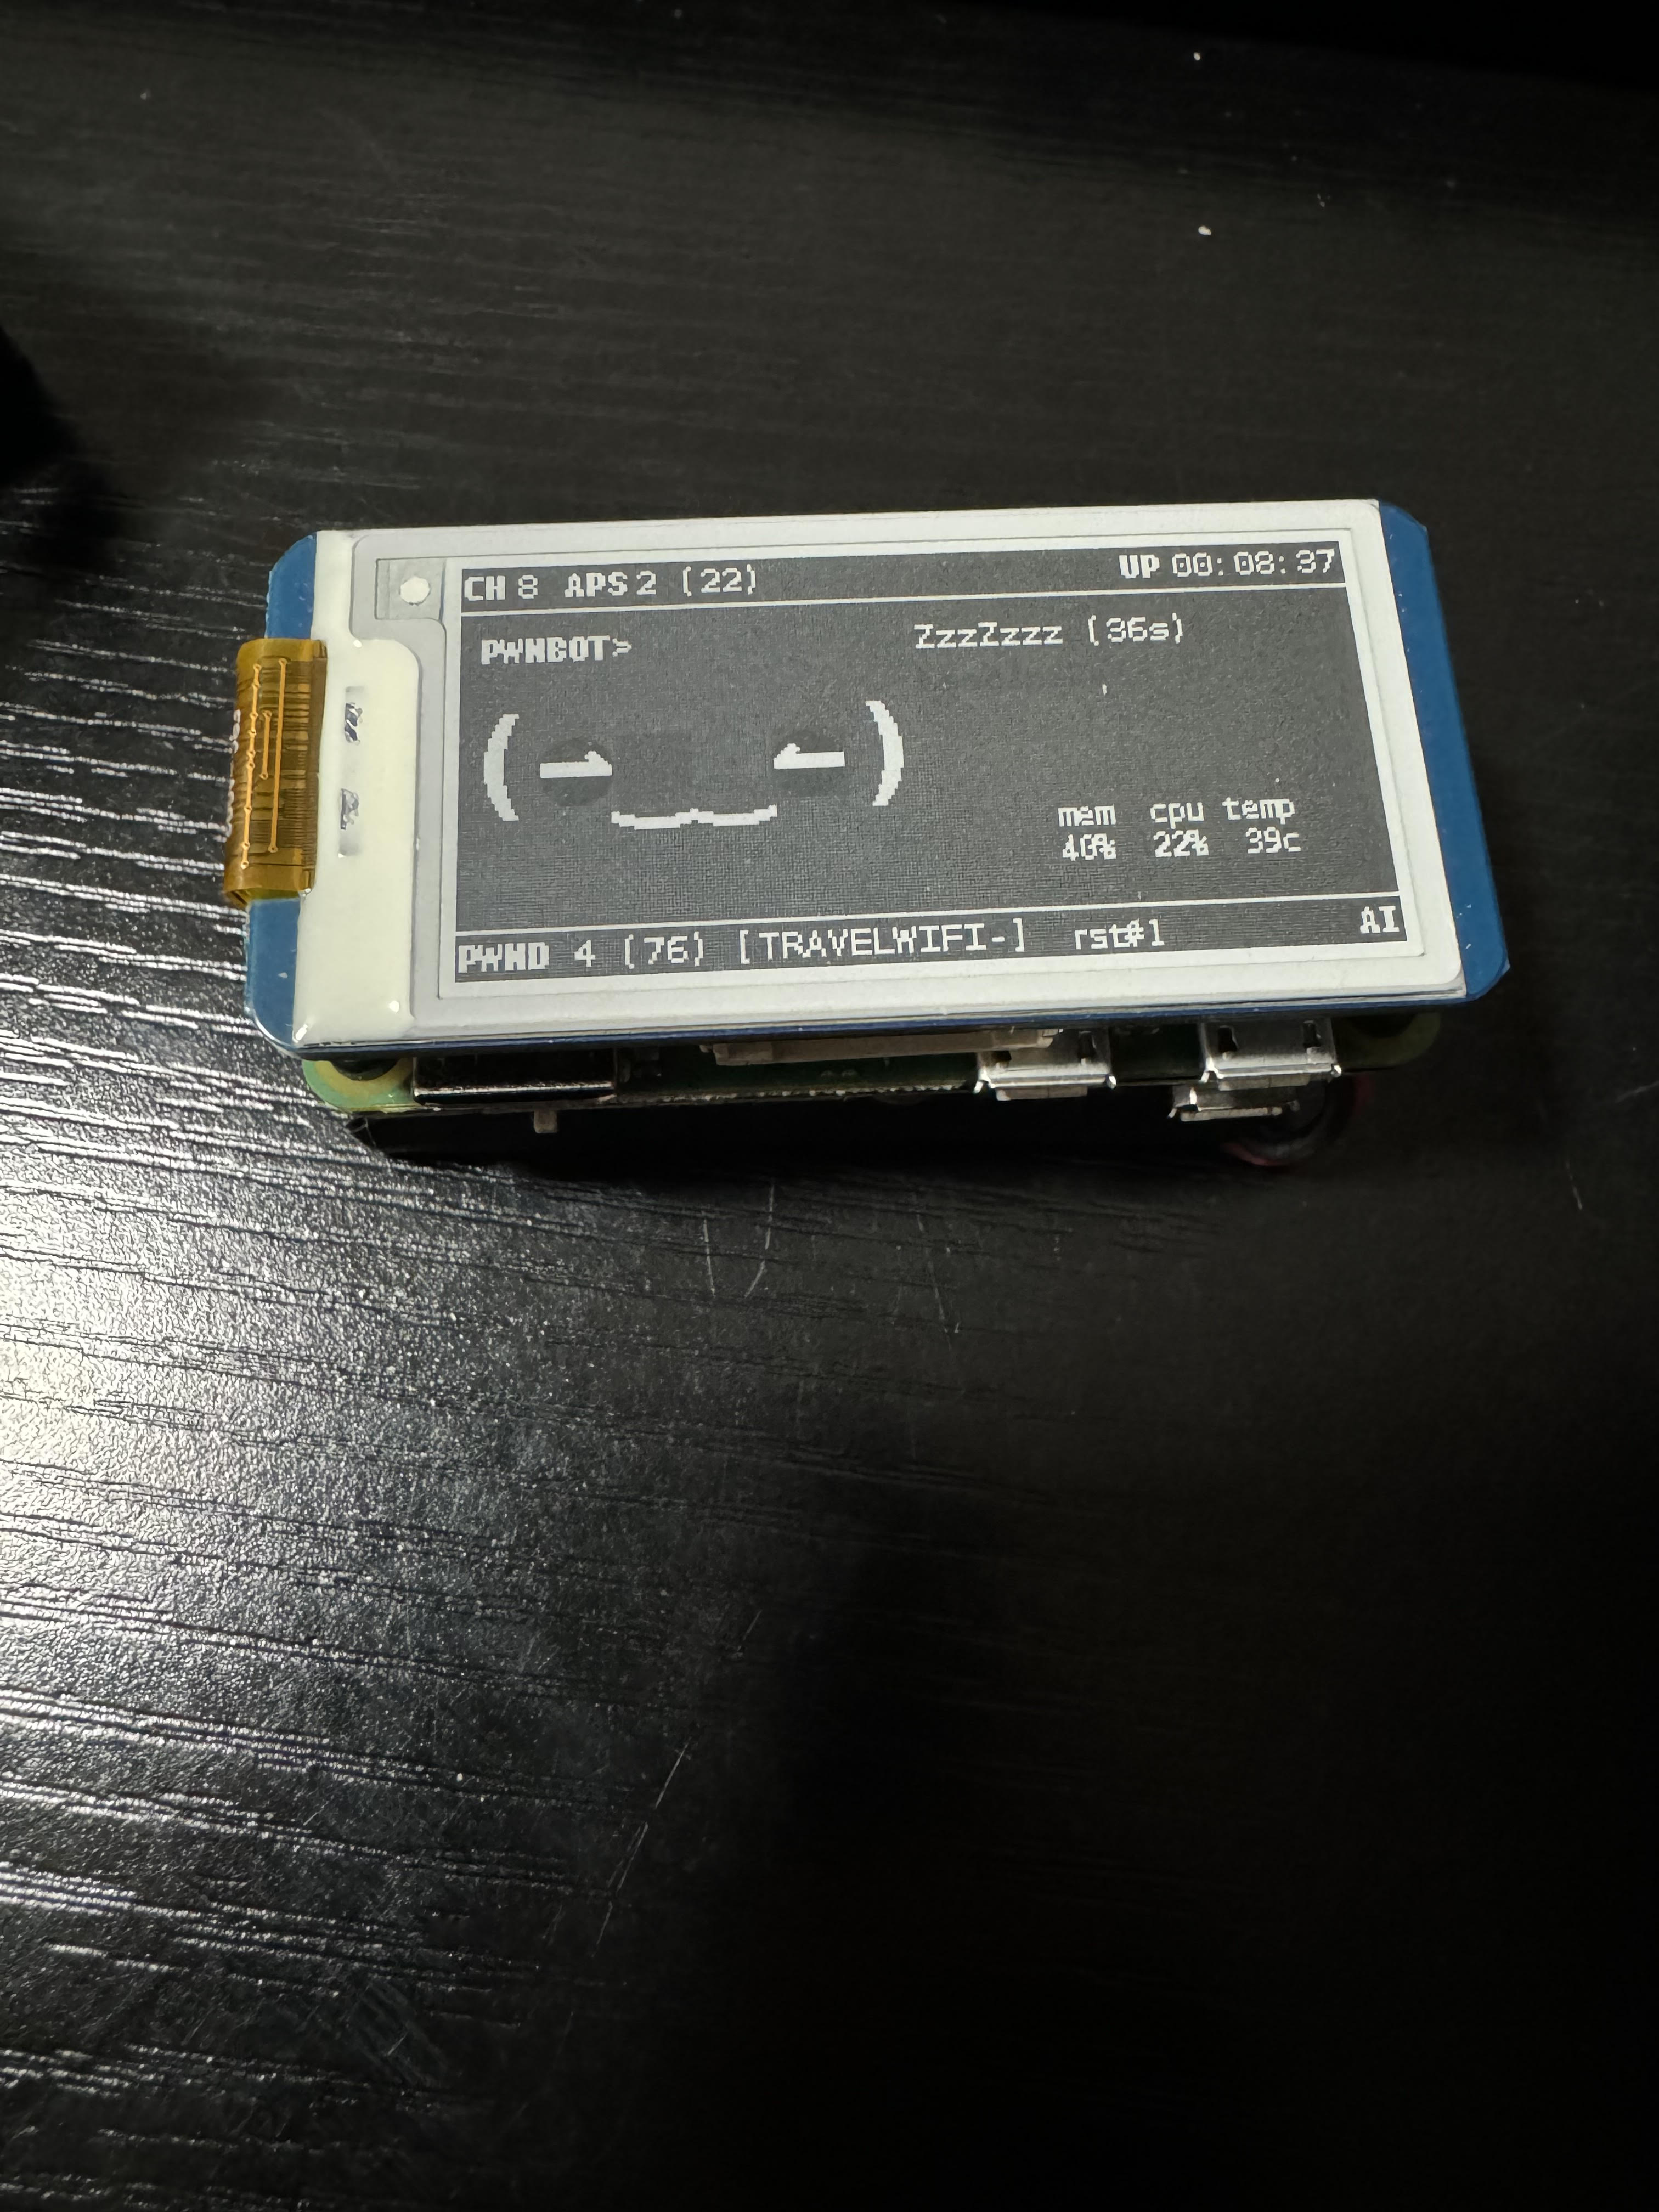 CH 8 APS 2 (22) UP 00:08:37
PWNBOT> ZzzZzzz (36s)
mem cpu temp
40% 22% 39c
PWND 4 (76) [TRAVELWIFI-] rst#1 AI